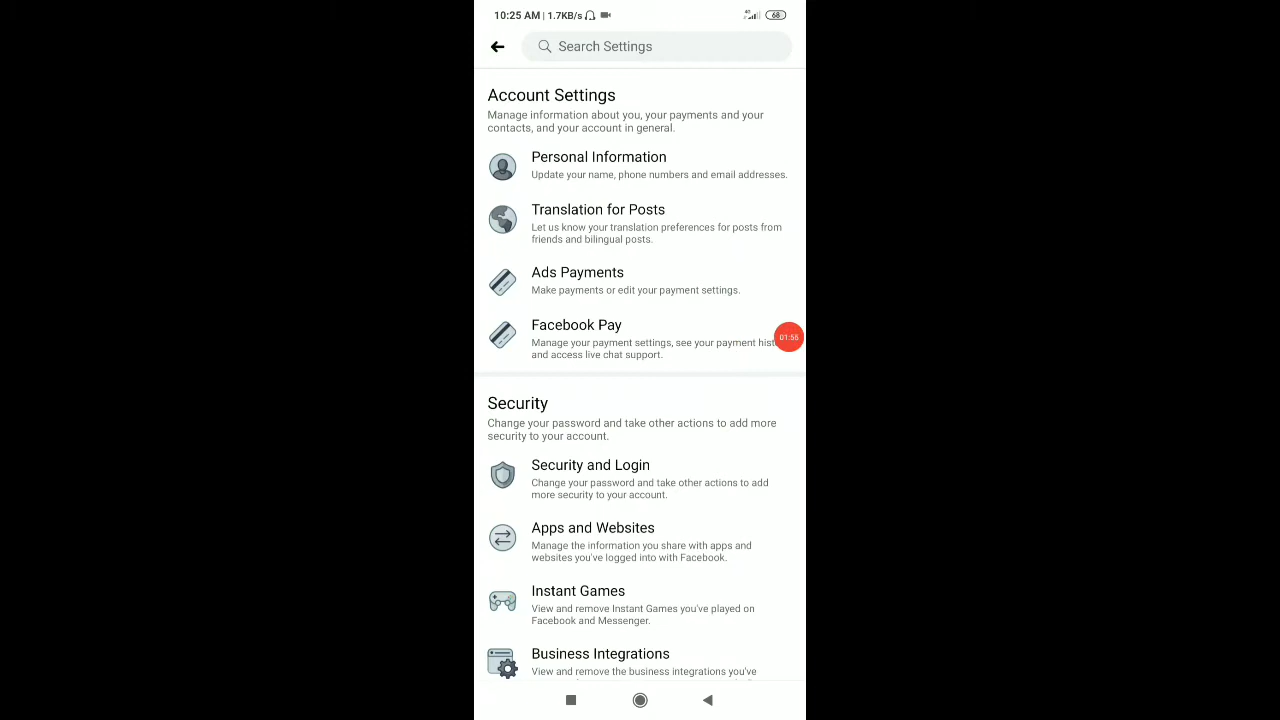 10:25 AM | 1.7KB/s 4G 68
Search Settings
Account Settings
Manage information about you, your payments and your
contacts, and your account in general.
Personal Information
Update your name, phone numbers and email addresses.
Translation for Posts
Let us know your translation preferences for posts from
friends and bilingual posts.
Ads Payments
Make payments or edit your payment settings.
Facebook Pay
Manage your payment settings, see your payment hist
01:55
and access live chat support.
Security
Change your password and take other actions to add more
security to your account.
Security and Login
Change your password and take other actions to add
more security to your account.
Apps and Websites
Manage the information you share with apps and
websites you've logged into with Facebook.
Instant Games
View and remove Instant Games you've played on
Facebook and Messenger.
Business Integrations
View and remove the business integrations you've